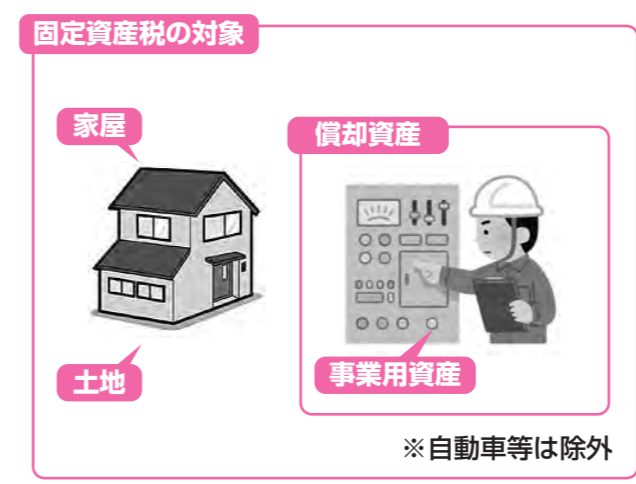 固定資産税の対象
家屋
償却資産
土地
事業用資産
※自動車等は除外